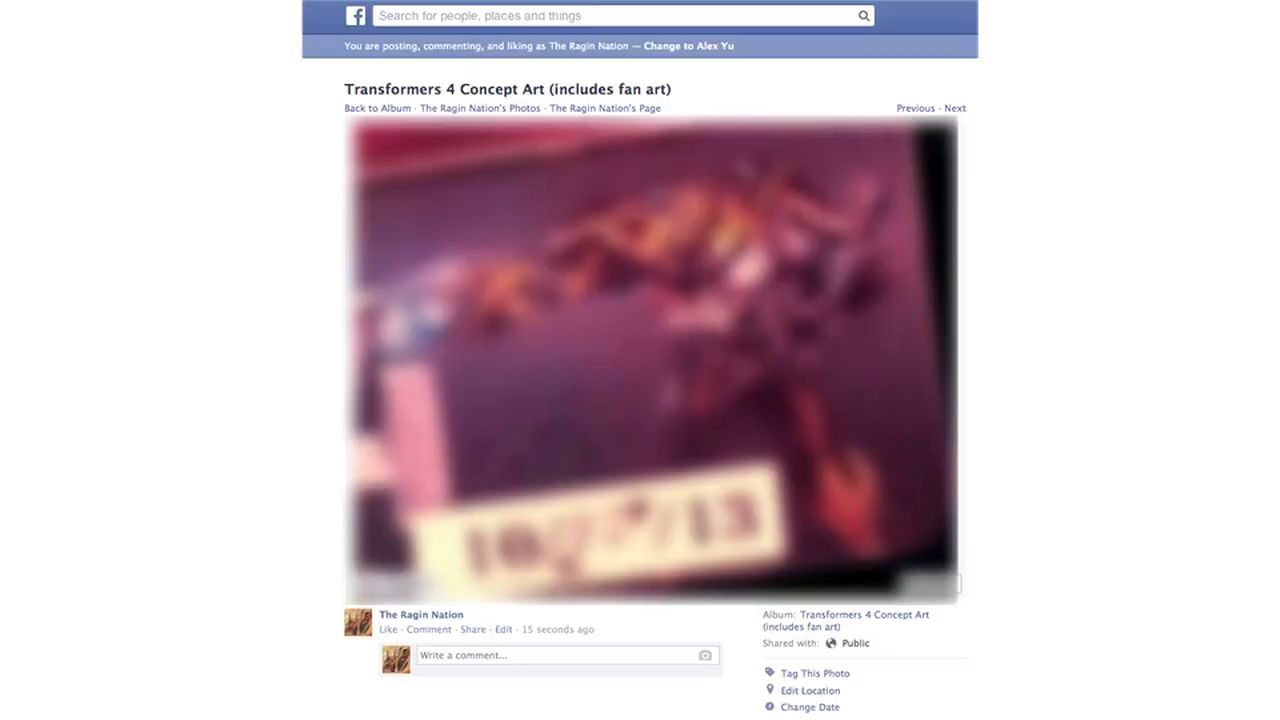 Search for people, places and things
You are posting, commenting, and liking as The Ragin Nation — Change to Alex Yu
Transformers 4 Concept Art (includes fan art)
Back to Album · The Ragin Nation's Photos · The Ragin Nation's Page
Previous · Next
The Ragin Nation
Like · Comment · Share · Edit · 15 seconds ago
Write a comment...
Album: Transformers 4 Concept Art
(includes fan art)
Shared with: Public
Tag This Photo
Edit Location
Change Date